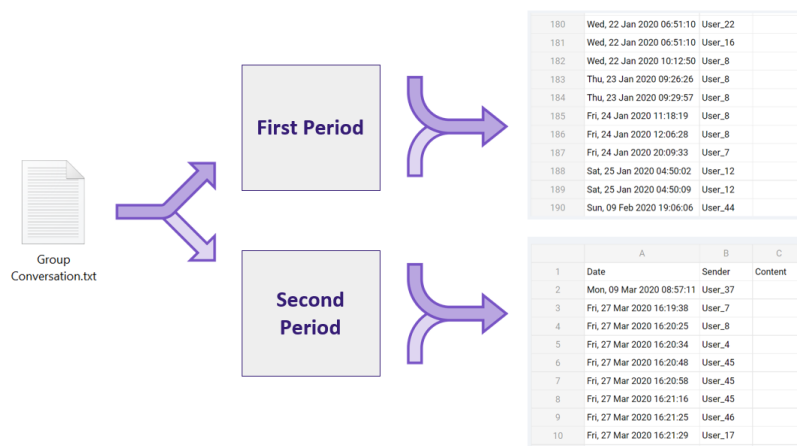 180 Wed, 22 Jan 2020 06:51:10 User_22
181 Wed, 22 Jan 2020 06:51:10 User_16
182 Wed, 22 Jan 2020 10:12:50 User_8
183 Thu, 23 Jan 2020 09:26:26 User_8
184 Thu, 23 Jan 2020 09:29:57 User_8
185 Fri, 24 Jan 2020 11:18:19 User_8
186 Fri, 24 Jan 2020 12:06:28 User_8
187 Fri, 24 Jan 2020 20:09:33 User_7
188 Sat, 25 Jan 2020 04:50:02 User_12
189 Sat, 25 Jan 2020 04:50:09 User_12
190 Sun, 09 Feb 2020 19:06:06 User_44
First Period
Group
Conversation.txt
Second
Period
A B C
1 Date Sender Content
2 Mon, 09 Mar 2020 08:57:11 User_37
3 Fri, 27 Mar 2020 16:19:38 User_7
4 Fri, 27 Mar 2020 16:20:25 User_8
5 Fri, 27 Mar 2020 16:20:34 User_4
6 Fri, 27 Mar 2020 16:20:48 User_45
7 Fri, 27 Mar 2020 16:20:58 User_45
8 Fri, 27 Mar 2020 16:21:16 User_45
9 Fri, 27 Mar 2020 16:21:25 User_46
10 Fri, 27 Mar 2020 16:21:29 User_17